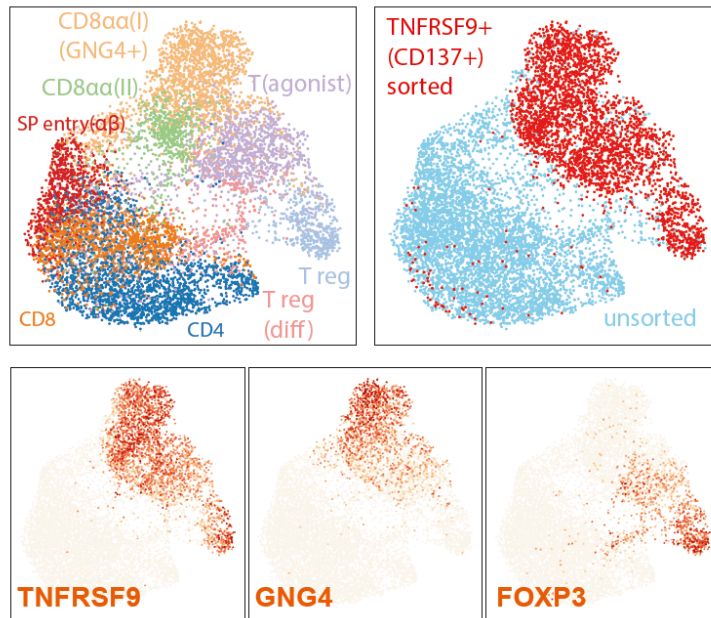 CD8αα(I)
(GNG4+)
CD8αα(II)
T(agonist)
SP entry(αβ)
T reg
T reg
(diff)
CD8
CD4
TNFRSF9+
(CD137+)
sorted
unsorted
TNFRSF9
GNG4
FOXP3